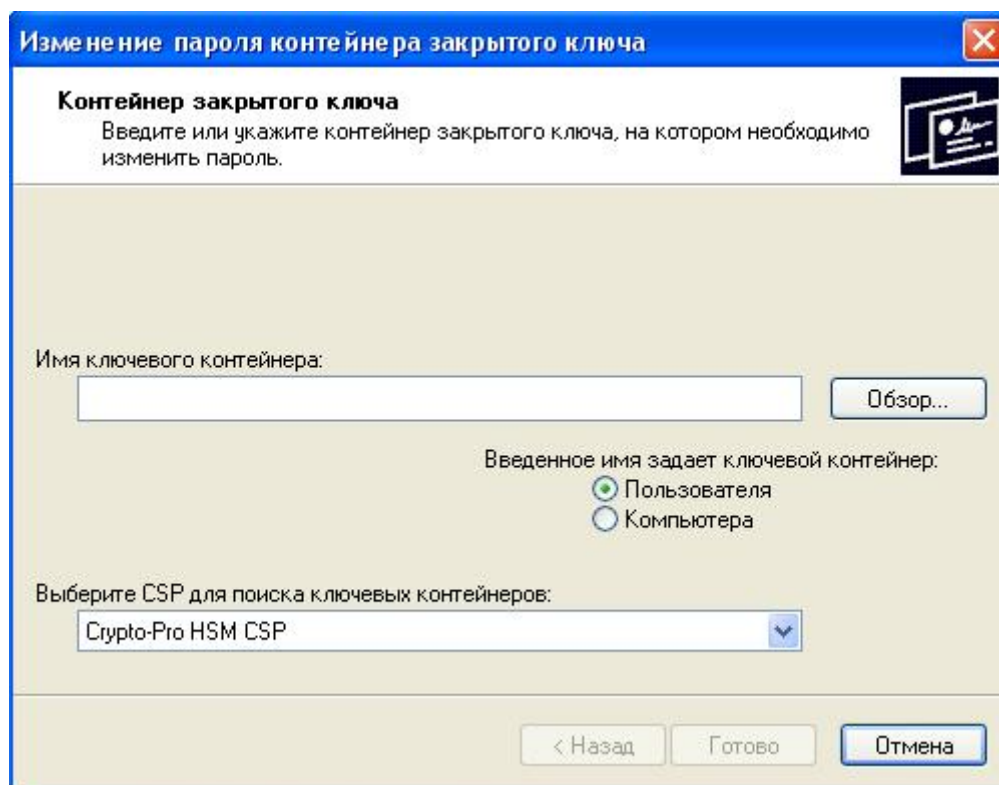 Изменение пароля контейнера закрытого ключа
Контейнер закрытого ключа
Введите или укажите контейнер закрытого ключа, на котором необходимо
изменить пароль.
Имя ключевого контейнера:
Обзор...
Введенное имя задает ключевой контейнер:
Пользователя
Компьютера
Выберите CSP для поиска ключевых контейнеров:
Crypto-Pro HSM CSP
< Назад
Готово
Отмена